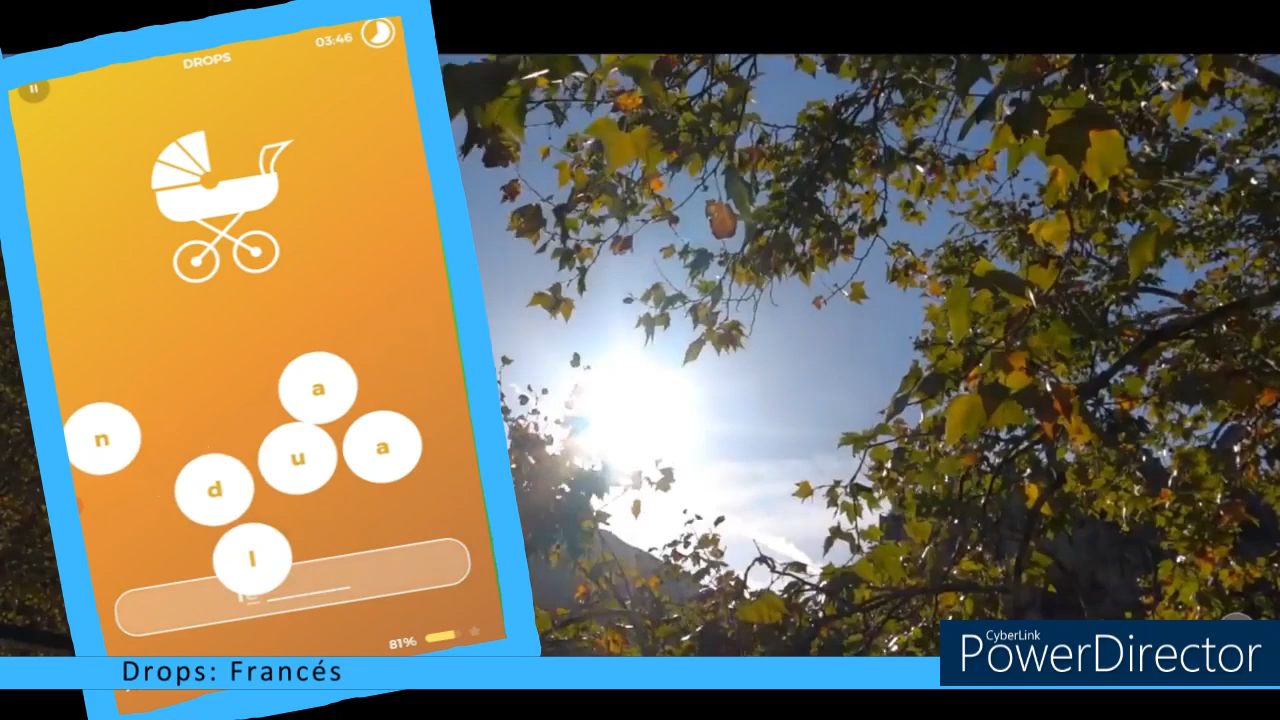 03:46
DROPS
a
n
u
a
d
l
81%
Drops: Francés
CyberLink
PowerDirector